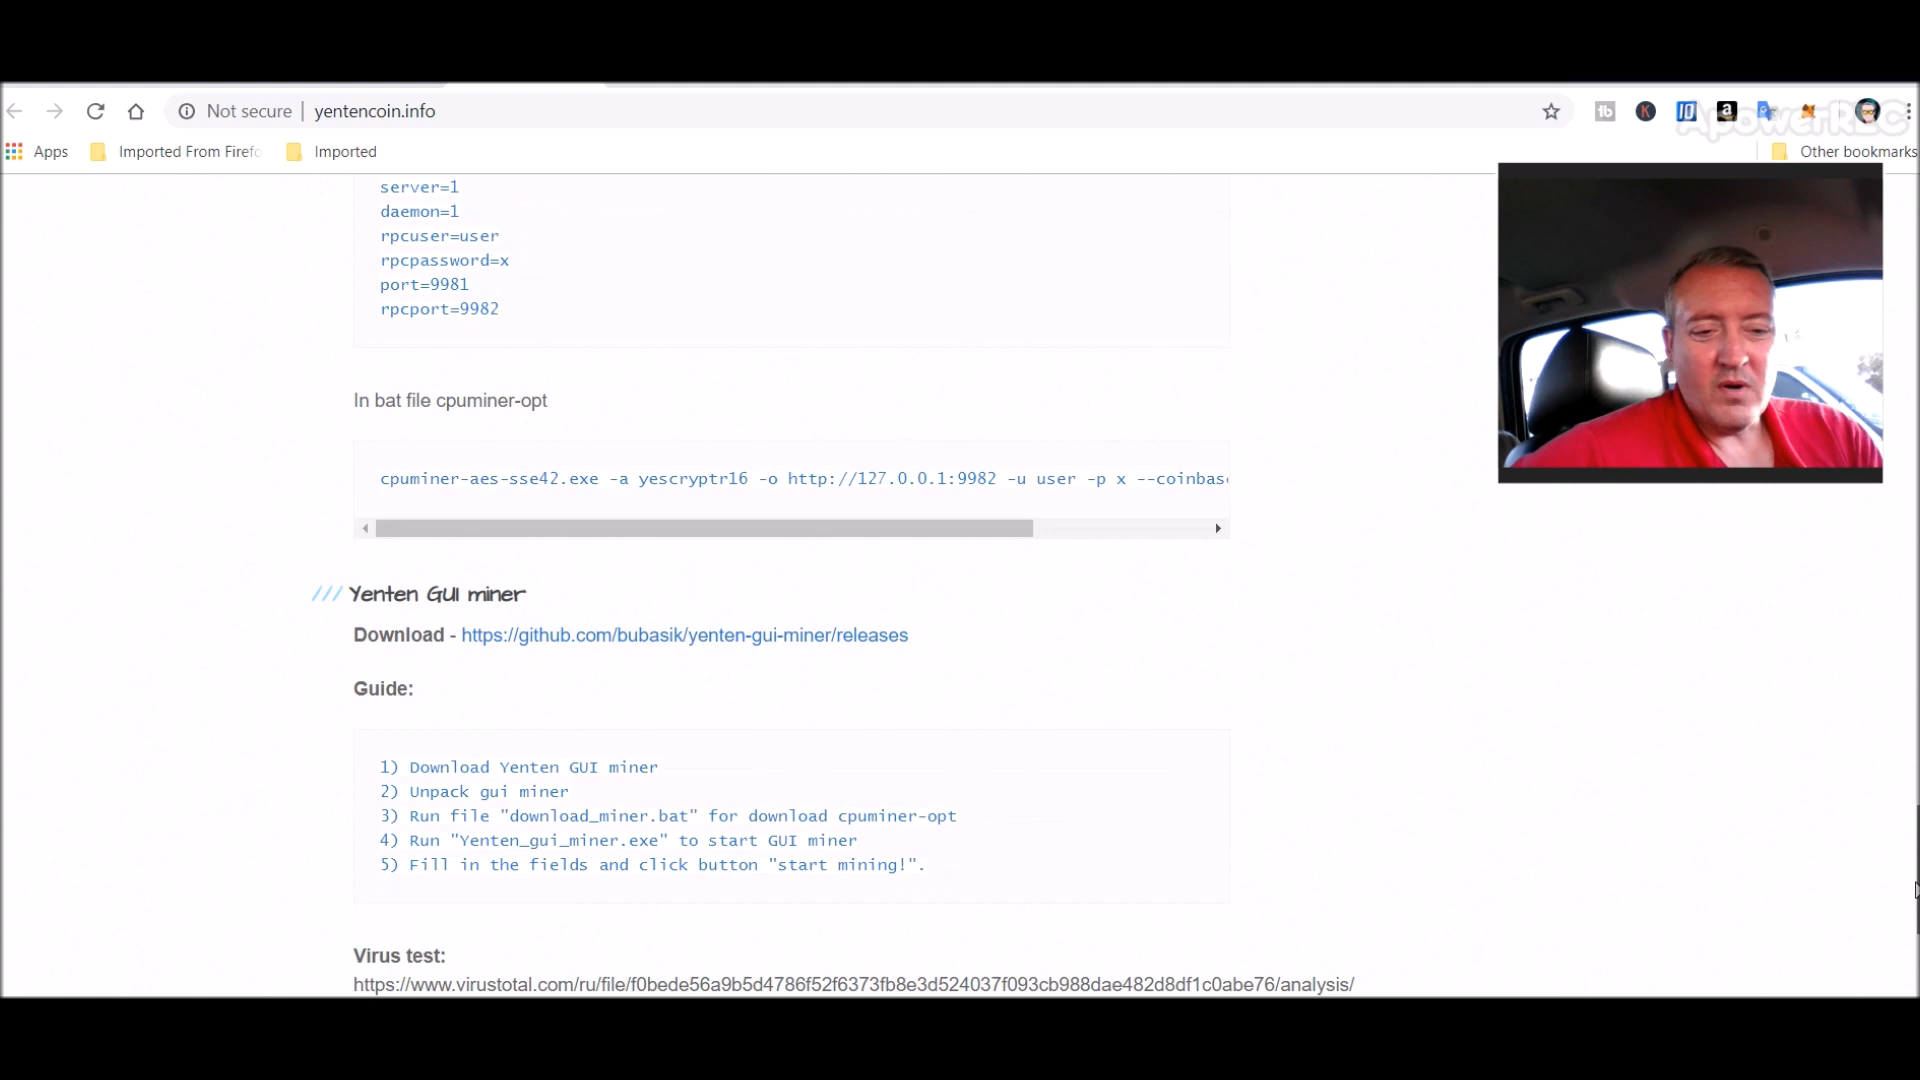 Not secure | yentencoin.info
ApowerREC
Apps Imported From Firefo Imported Other bookmarks
server=1
daemon=1
rpcuser=user
rpcpassword=x
port=9981
rpcport=9982
In bat file cpuminer-opt
cpuminer-aes-sse42.exe -a yescryptr16 -o http://127.0.0.1:9982 -u user -p x --coinbase
/// Yenten GUI miner
Download - https://github.com/bubasik/yenten-gui-miner/releases
Guide:
1) Download Yenten GUI miner
2) Unpack gui miner
3) Run file "download_miner.bat" for download cpuminer-opt
4) Run "Yenten_gui_miner.exe" to start GUI miner
5) Fill in the fields and click button "start mining!".
Virus test:
https://www.virustotal.com/ru/file/f0bede56a9b5d4786f52f6373fb8e3d524037f093cb988dae482d8df1c0abe76/analysis/